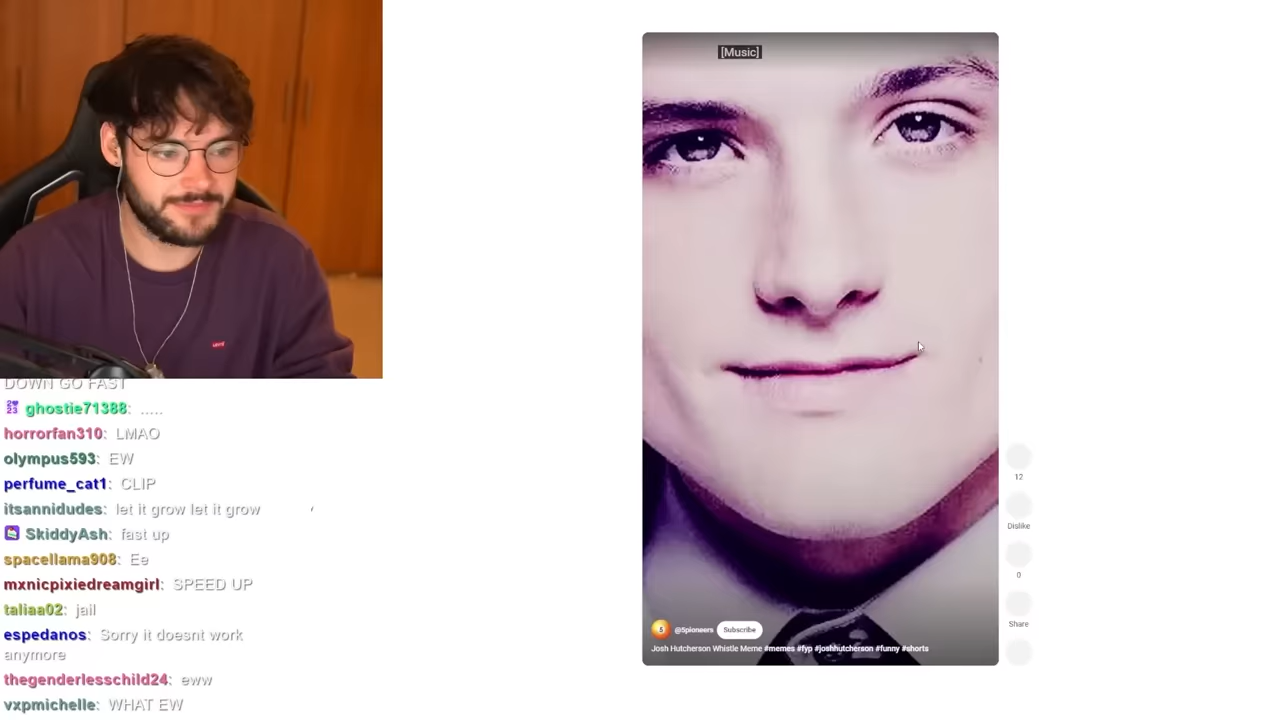 [Music]
DOWN GO FAST
ghostie71388: .....
horrorfan310: LMAO
olympus593: EW
perfume_cat1: CLIP
itsannidudes: let it grow let it grow
SkiddyAsh: fast up
spacellama908: Ee
mxnicpixiedreamgirl: SPEED UP
taliaa02: jail
espedanos: Sorry it doesnt work
anymore
thegenderlesschild24: eww
vxpmichelle: WHAT EW
12
Dislike
0
Share
5 @5pioneers Subscribe
Josh Hutcherson Whistle Meme #memes #fyp #joshhutcherson #funny #shorts